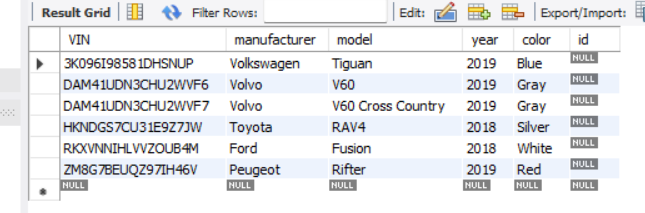 Result Grid Filter Rows: Edit: Export/Import:
VIN manufacturer model year color id
3K096I98581DHSNUP Volkswagen Tiguan 2019 Blue NULL
DAM41UDN3CHU2WVF6 Volvo V60 2019 Gray NULL
DAM41UDN3CHU2WVF7 Volvo V60 Cross Country 2019 Gray NULL
HKNDGS7CU31E9Z7JW Toyota RAV4 2018 Silver NULL
RKXVNNIHLVVZOUB4M Ford Fusion 2018 White NULL
ZM8G7BEUQZ97IH46V Peugeot Rifter 2019 Red NULL
NULL NULL NULL NULL NULL NULL